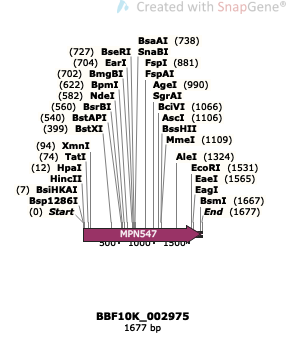 Created with SnapGene®
BsaAI (738)
(727) BseRI SnaBI
(704) EarI FspI (881)
(702) BmgBI FspAI
(622) BpmI AgeI (990)
(582) NdeI SgrAI
(560) BsrBI BciVI (1066)
(540) BstAPI AscI (1106)
(399) BstXI BssHII
MmeI (1109)
(94) XmnI
(74) TatI AleI (1324)
(12) HpaI EcoRI (1531)
HincII EaeI (1565)
(7) BsiHKAI EagI
Bsp1286I BsmI (1667)
(0) Start End (1677)
MPN547
500 1000 1500
BBF10K_002975
1677 bp